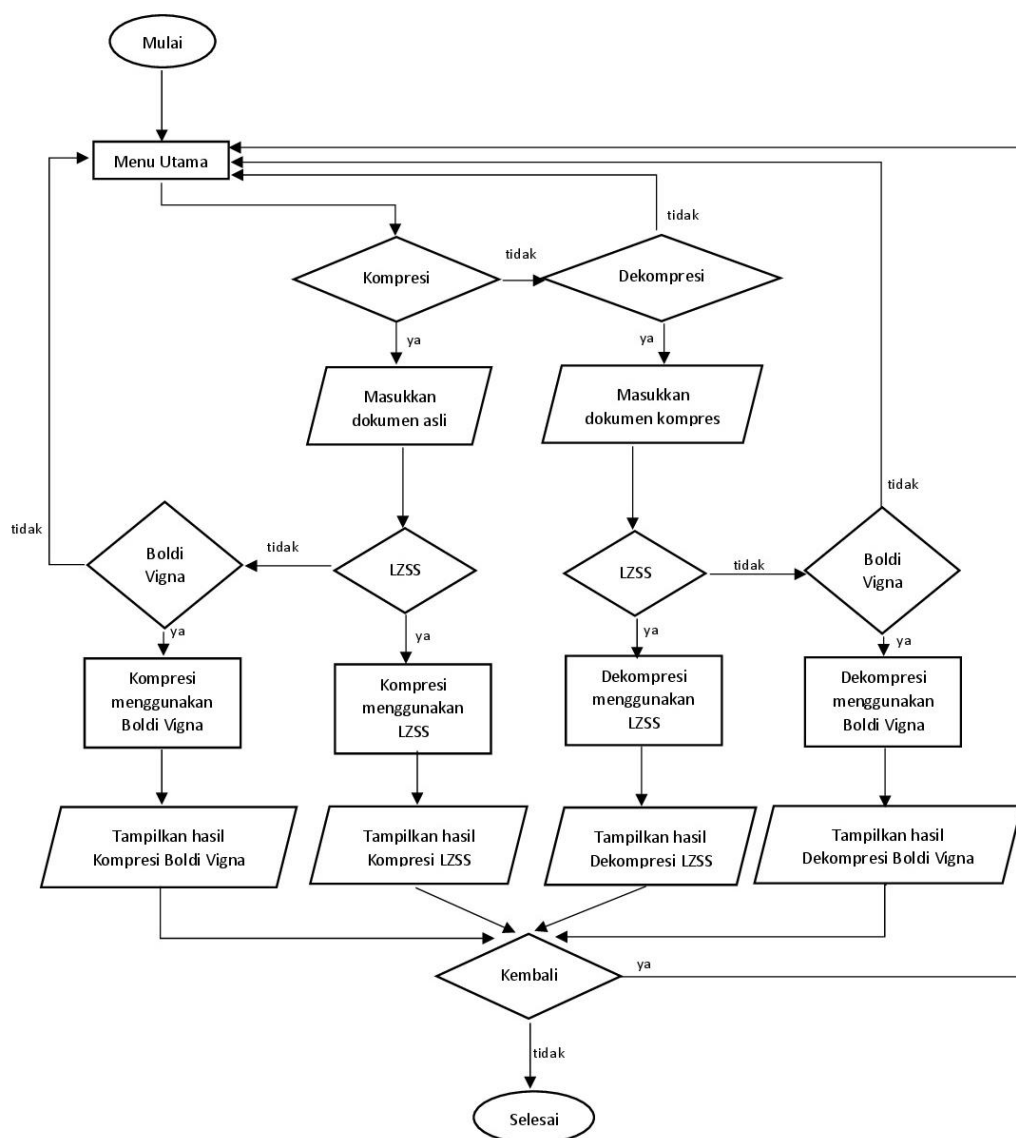 Mulai
Menu Utama
tidak
Kompresi
tidak
Dekompresi
ya
ya
Masukkan
dokumen asli
Masukkan
dokumen kompres
tidak
tidak
Boldi
Vigna
tidak
LZSS
LZSS
tidak
Boldi
Vigna
ya
ya
ya
ya
Kompresi
menggunakan
Boldi Vigna
Kompresi
menggunakan
LZSS
Dekompresi
menggunakan
LZSS
Dekompresi
menggunakan
Boldi Vigna
Tampilkan hasil
Kompresi Boldi Vigna
Tampilkan hasil
Kompresi LZSS
Tampilkan hasil
Dekompresi LZSS
Tampilkan hasil
Dekompresi Boldi Vigna
Kembali
ya
tidak
Selesai